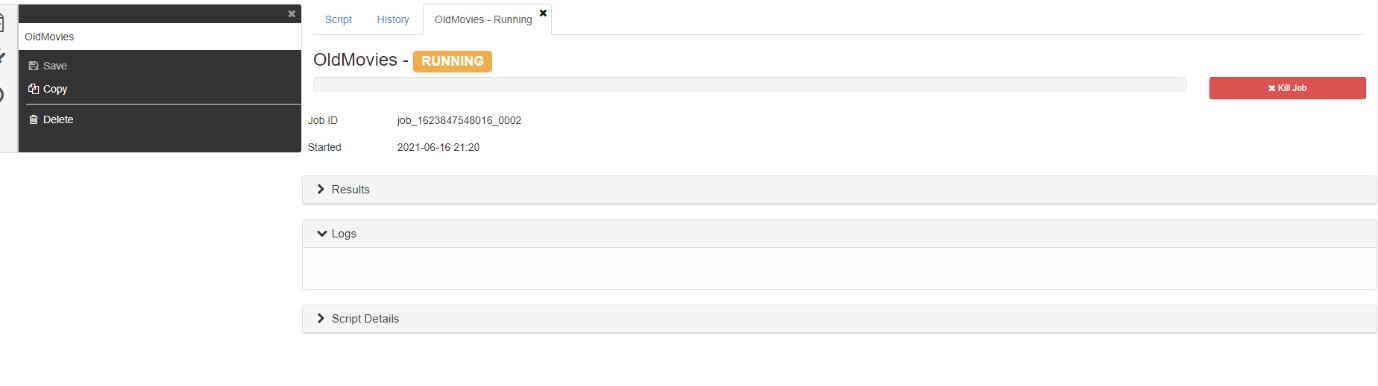 OldMovies
Save
Copy
Delete
Script History OldMovies - Running
OldMovies - RUNNING
Kill Job
Job ID job_1623847548016_0002
Started 2021-06-16 21:20
Results
Logs
Script Details